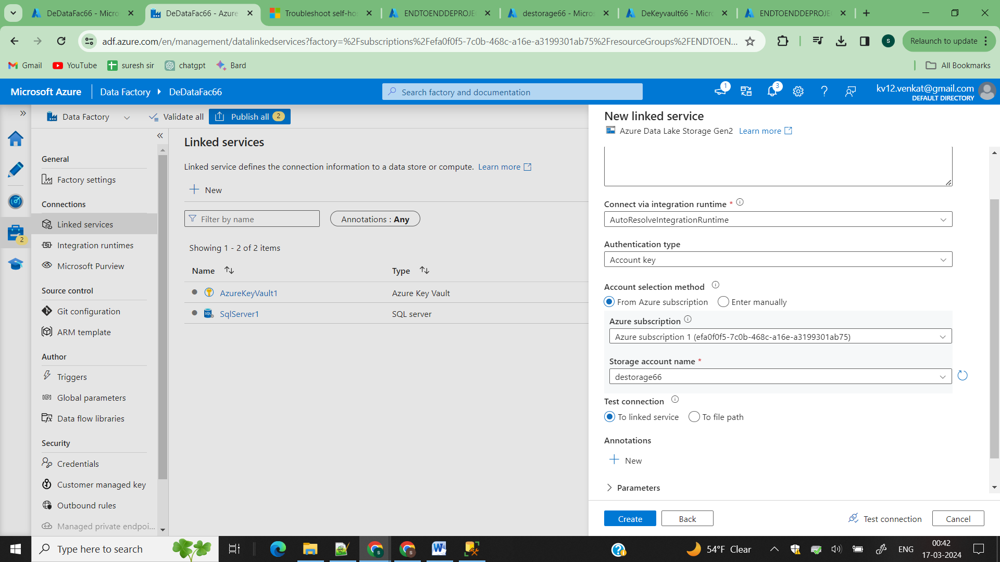 DeDataFac66 - Micro
DeDataFac66 - Azure
Troubleshoot self-hos
ENDTOENDDEPROJE
destorage66 - Micros
DeKeyvault66 - Micro
ENDTOENDDEPROJE
adf.azure.com/en/management/datalinkedservices?factory=%2Fsubscriptions%2Fefa0f0f5-7c0b-468c-a16e-a3199301ab75%2FresourceGroups%2FENDTOEN...
S
Relaunch to update
Gmail
YouTube
suresh sir
chatgpt
Bard
All Bookmarks
Microsoft Azure
Data Factory
DeDataFac66
Search factory and documentation
1
3
kv12.venkat@gmail.com
DEFAULT DIRECTORY
Data Factory
Validate all
Publish all 2
2
General
Factory settings
Connections
Linked services
Integration runtimes
Microsoft Purview
Source control
Git configuration
ARM template
Author
Triggers
Global parameters
Data flow libraries
Security
Credentials
Customer managed key
Outbound rules
Managed private endpoi...
Linked services
Linked service defines the connection information to a data store or compute. Learn more
New
Filter by name
Annotations : Any
Showing 1 - 2 of 2 items
Name
Type
AzureKeyVault1
Azure Key Vault
SQL
SqlServer1
SQL server
New linked service
Azure Data Lake Storage Gen2 Learn more
Connect via integration runtime *
AutoResolveIntegrationRuntime
Authentication type
Account key
Account selection method
From Azure subscription
Enter manually
Azure subscription
Azure subscription 1 (efa0f0f5-7c0b-468c-a16e-a3199301ab75)
Storage account name *
destorage66
Test connection
To linked service
To file path
Annotations
New
Parameters
Create
Back
Test connection
Cancel
Type here to search
54°F Clear
ENG
00:42
17-03-2024